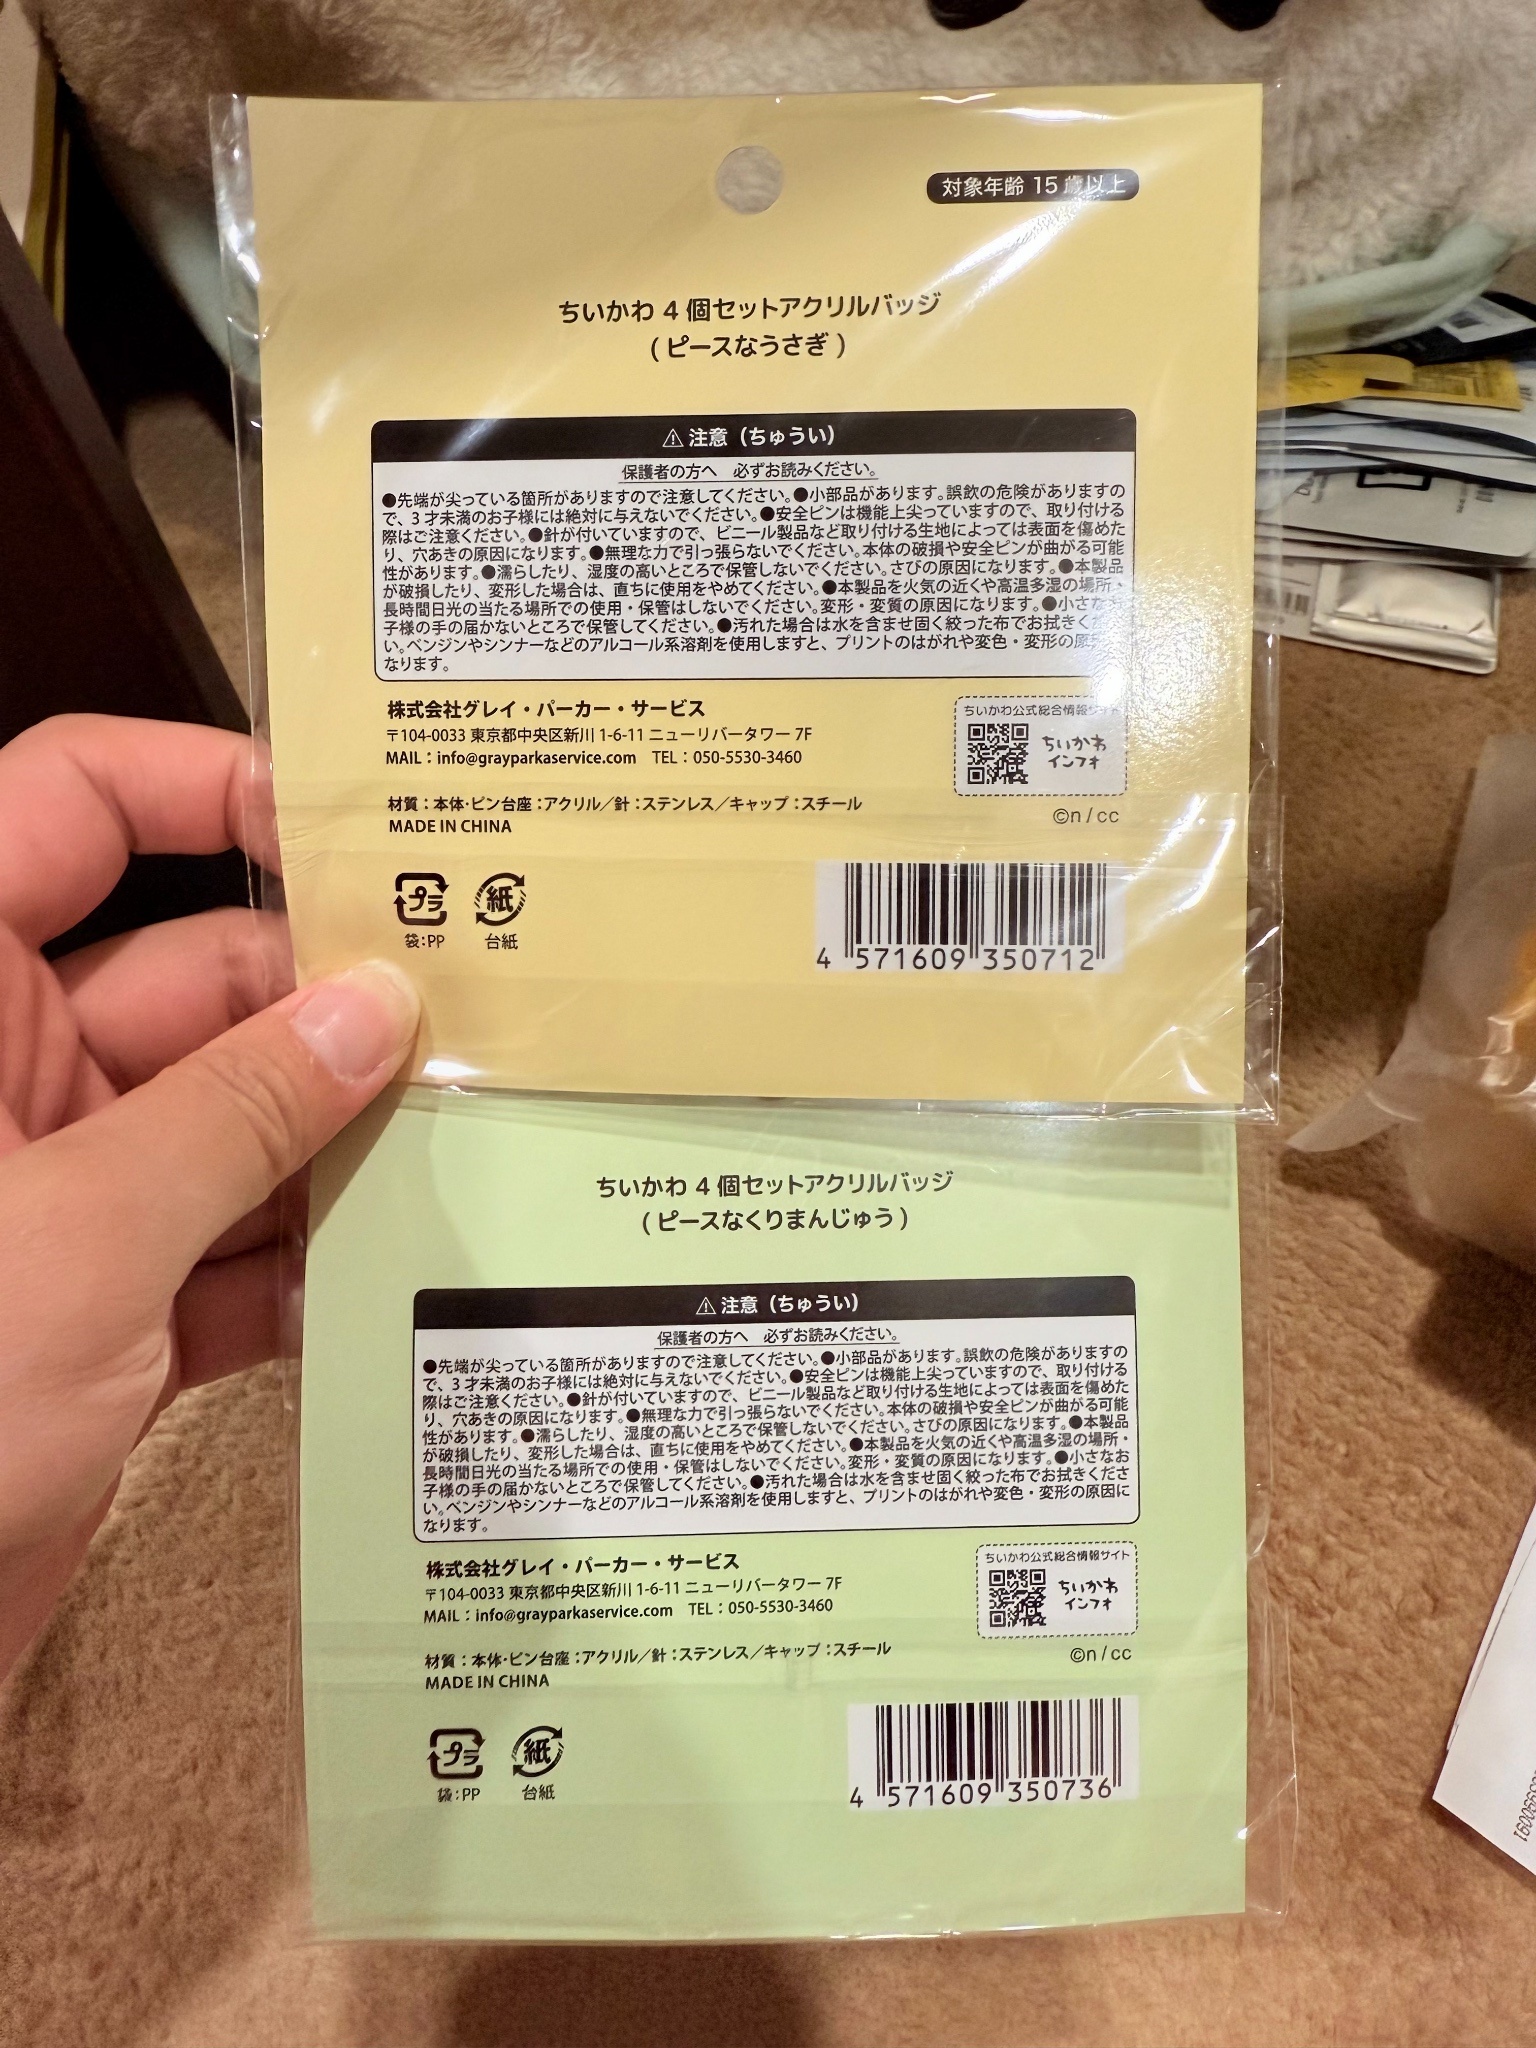 対象年齢 15 歳以上
ちいかわ 4 個セットアクリルバッジ
( ピースなうさぎ )
⚠ 注意（ちゅうい）
保護者の方へ　必ずお読みください。
●先端が尖っている箇所がありますので注意してください。●小部品があります。誤飲の危険がありますの
で、3 才未満のお子様には絶対に与えないでください。●安全ピンは機能上尖っていますので、取り付ける
際はご注意ください。●針が付いていますので、ビニール製品など取り付ける生地によっては表面を傷めた
り、穴あきの原因になります。●無理な力で引っ張らないでください。本体の破損や安全ピンが曲がる可能
性があります。●濡らしたり、湿度の高いところで保管しないでください。さびの原因になります。●本製品
が破損したり、変形した場合は、直ちに使用をやめてください。●本製品を火気の近くや高温多湿の場所・
長時間日光の当たる場所での使用・保管はしないでください。変形・変質の原因になります。●小さな
子様の手の届かないところで保管してください。●汚れた場合は水を含ませ固く絞った布でお拭きく
い。ベンジンやシンナーなどのアルコール系溶剤を使用しますと、プリントのはがれや変色・変形の原
なります。
株式会社グレイ・パーカー・サービス
〒104-0033 東京都中央区新川 1-6-11 ニューリバータワー 7F
MAIL：info@grayparkaservice.com　TEL：050-5530-3460
ちいかわ公式総合情報サイト
ちいかわ
インフォ
材質：本体・ピン台座：アクリル／針：ステンレス／キャップ：スチール
MADE IN CHINA
©n / cc
プラ
紙
袋：PP
台紙
4 571609 350712
ちいかわ 4 個セットアクリルバッジ
( ピースなくりまんじゅう )
⚠ 注意（ちゅうい）
保護者の方へ　必ずお読みください。
●先端が尖っている箇所がありますので注意してください。●小部品があります。誤飲の危険がありますの
で、3 才未満のお子様には絶対に与えないでください。●安全ピンは機能上尖っていますので、取り付ける
際はご注意ください。●針が付いていますので、ビニール製品など取り付ける生地によっては表面を傷めた
り、穴あきの原因になります。●無理な力で引っ張らないでください。本体の破損や安全ピンが曲がる可能
性があります。●濡らしたり、湿度の高いところで保管しないでください。さびの原因になります。●本製品
が破損したり、変形した場合は、直ちに使用をやめてください。●本製品を火気の近くや高温多湿の場所・
長時間日光の当たる場所での使用・保管はしないでください。変形・変質の原因になります。●小さなお
子様の手の届かないところで保管してください。●汚れた場合は水を含ませ固く絞った布でお拭きくださ
い。ベンジンやシンナーなどのアルコール系溶剤を使用しますと、プリントのはがれや変色・変形の原因に
なります。
株式会社グレイ・パーカー・サービス
〒104-0033 東京都中央区新川 1-6-11 ニューリバータワー 7F
MAIL：info@grayparkaservice.com　TEL：050-5530-3460
ちいかわ公式総合情報サイト
ちいかわ
インフォ
材質：本体・ピン台座：アクリル／針：ステンレス／キャップ：スチール
MADE IN CHINA
©n / cc
プラ
紙
袋：PP
台紙
4 571609 350736